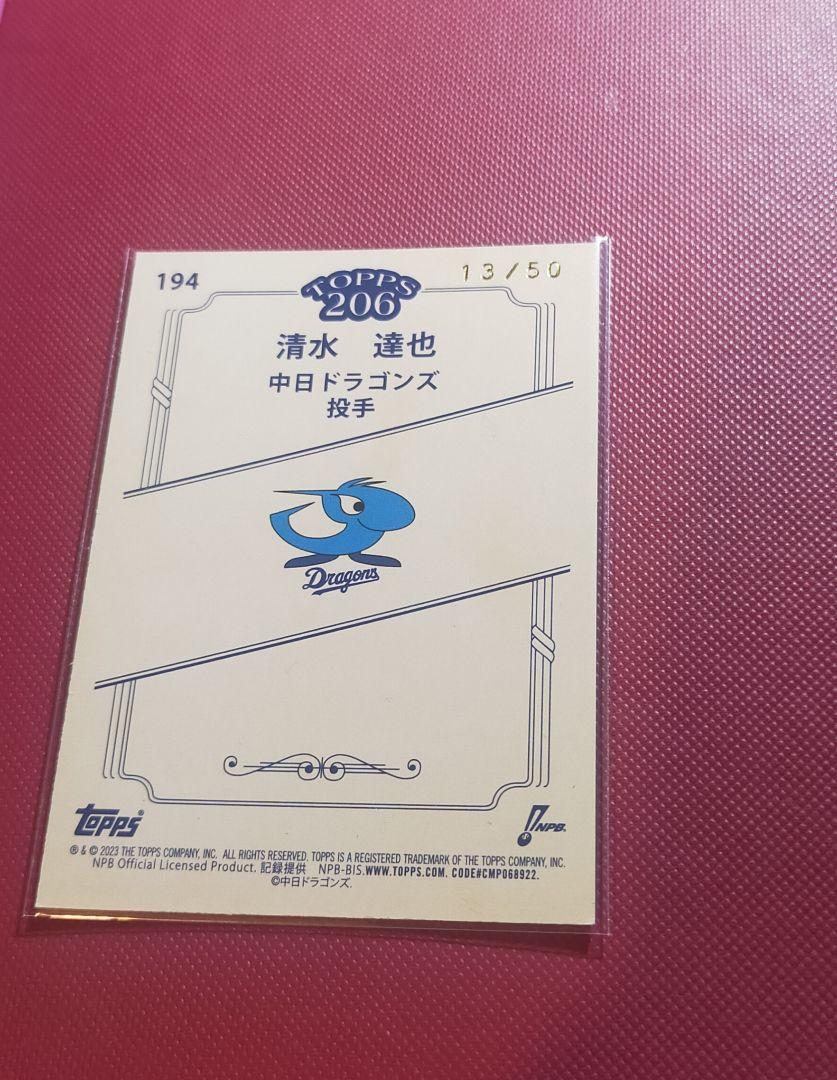 194
13/50
TOPPS
206
清水　達也
中日ドラゴンズ
投手
Dragons
topps®
NPB®
® & © 2023 THE TOPPS COMPANY, INC. ALL RIGHTS RESERVED. TOPPS IS A REGISTERED TRADEMARK OF THE TOPPS COMPANY, INC.
NPB Official Licensed Product. 記録提供 NPB-BIS.WWW.TOPPS.COM. CODE#CMP068922.
©中日ドラゴンズ.